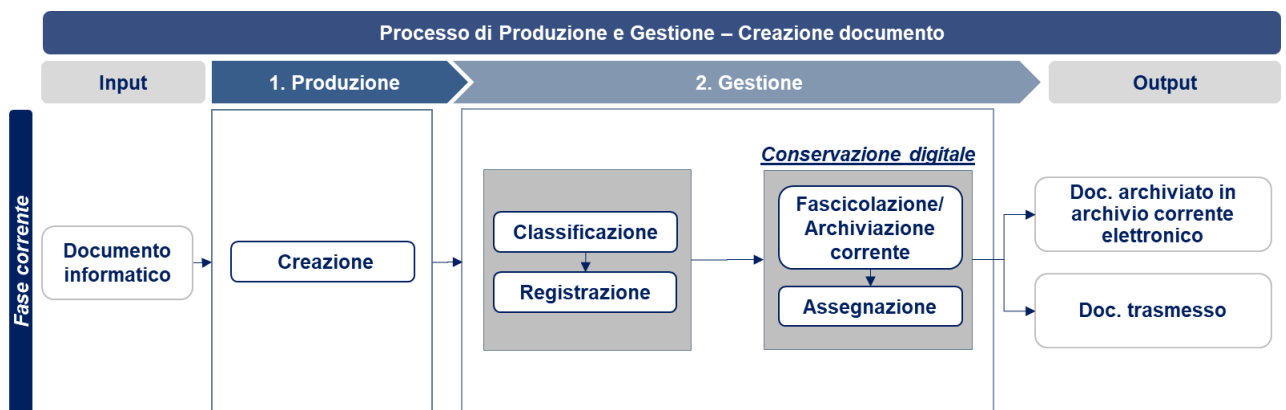 Processo di Produzione e Gestione – Creazione documento
Input
1. Produzione
2. Gestione
Output
Fase corrente
Documento
informatico
Creazione
Classificazione
Registrazione
Conservazione digitale
Fascicolazione/
Archiviazione
corrente
Assegnazione
Doc. archiviato in
archivio corrente
elettronico
Doc. trasmesso